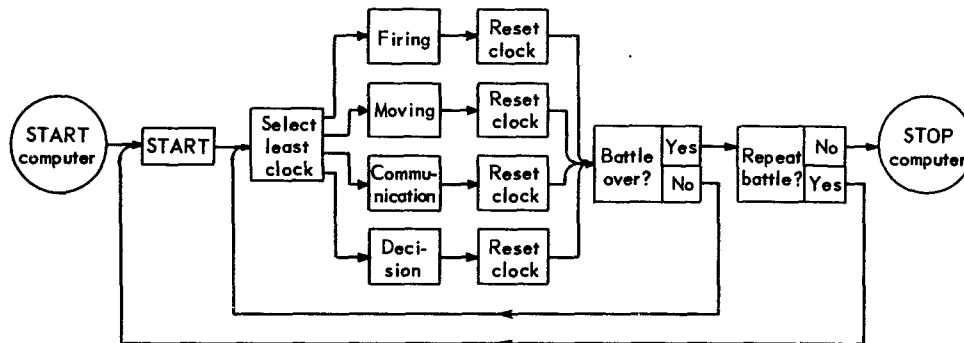 START
computer
START
Select
least
clock
Firing
Reset
clock
Moving
Reset
clock
Commu-
nication
Reset
clock
Deci-
sion
Reset
clock
Battle
over?
Yes
No
Repeat
battle?
No
Yes
STOP
computer